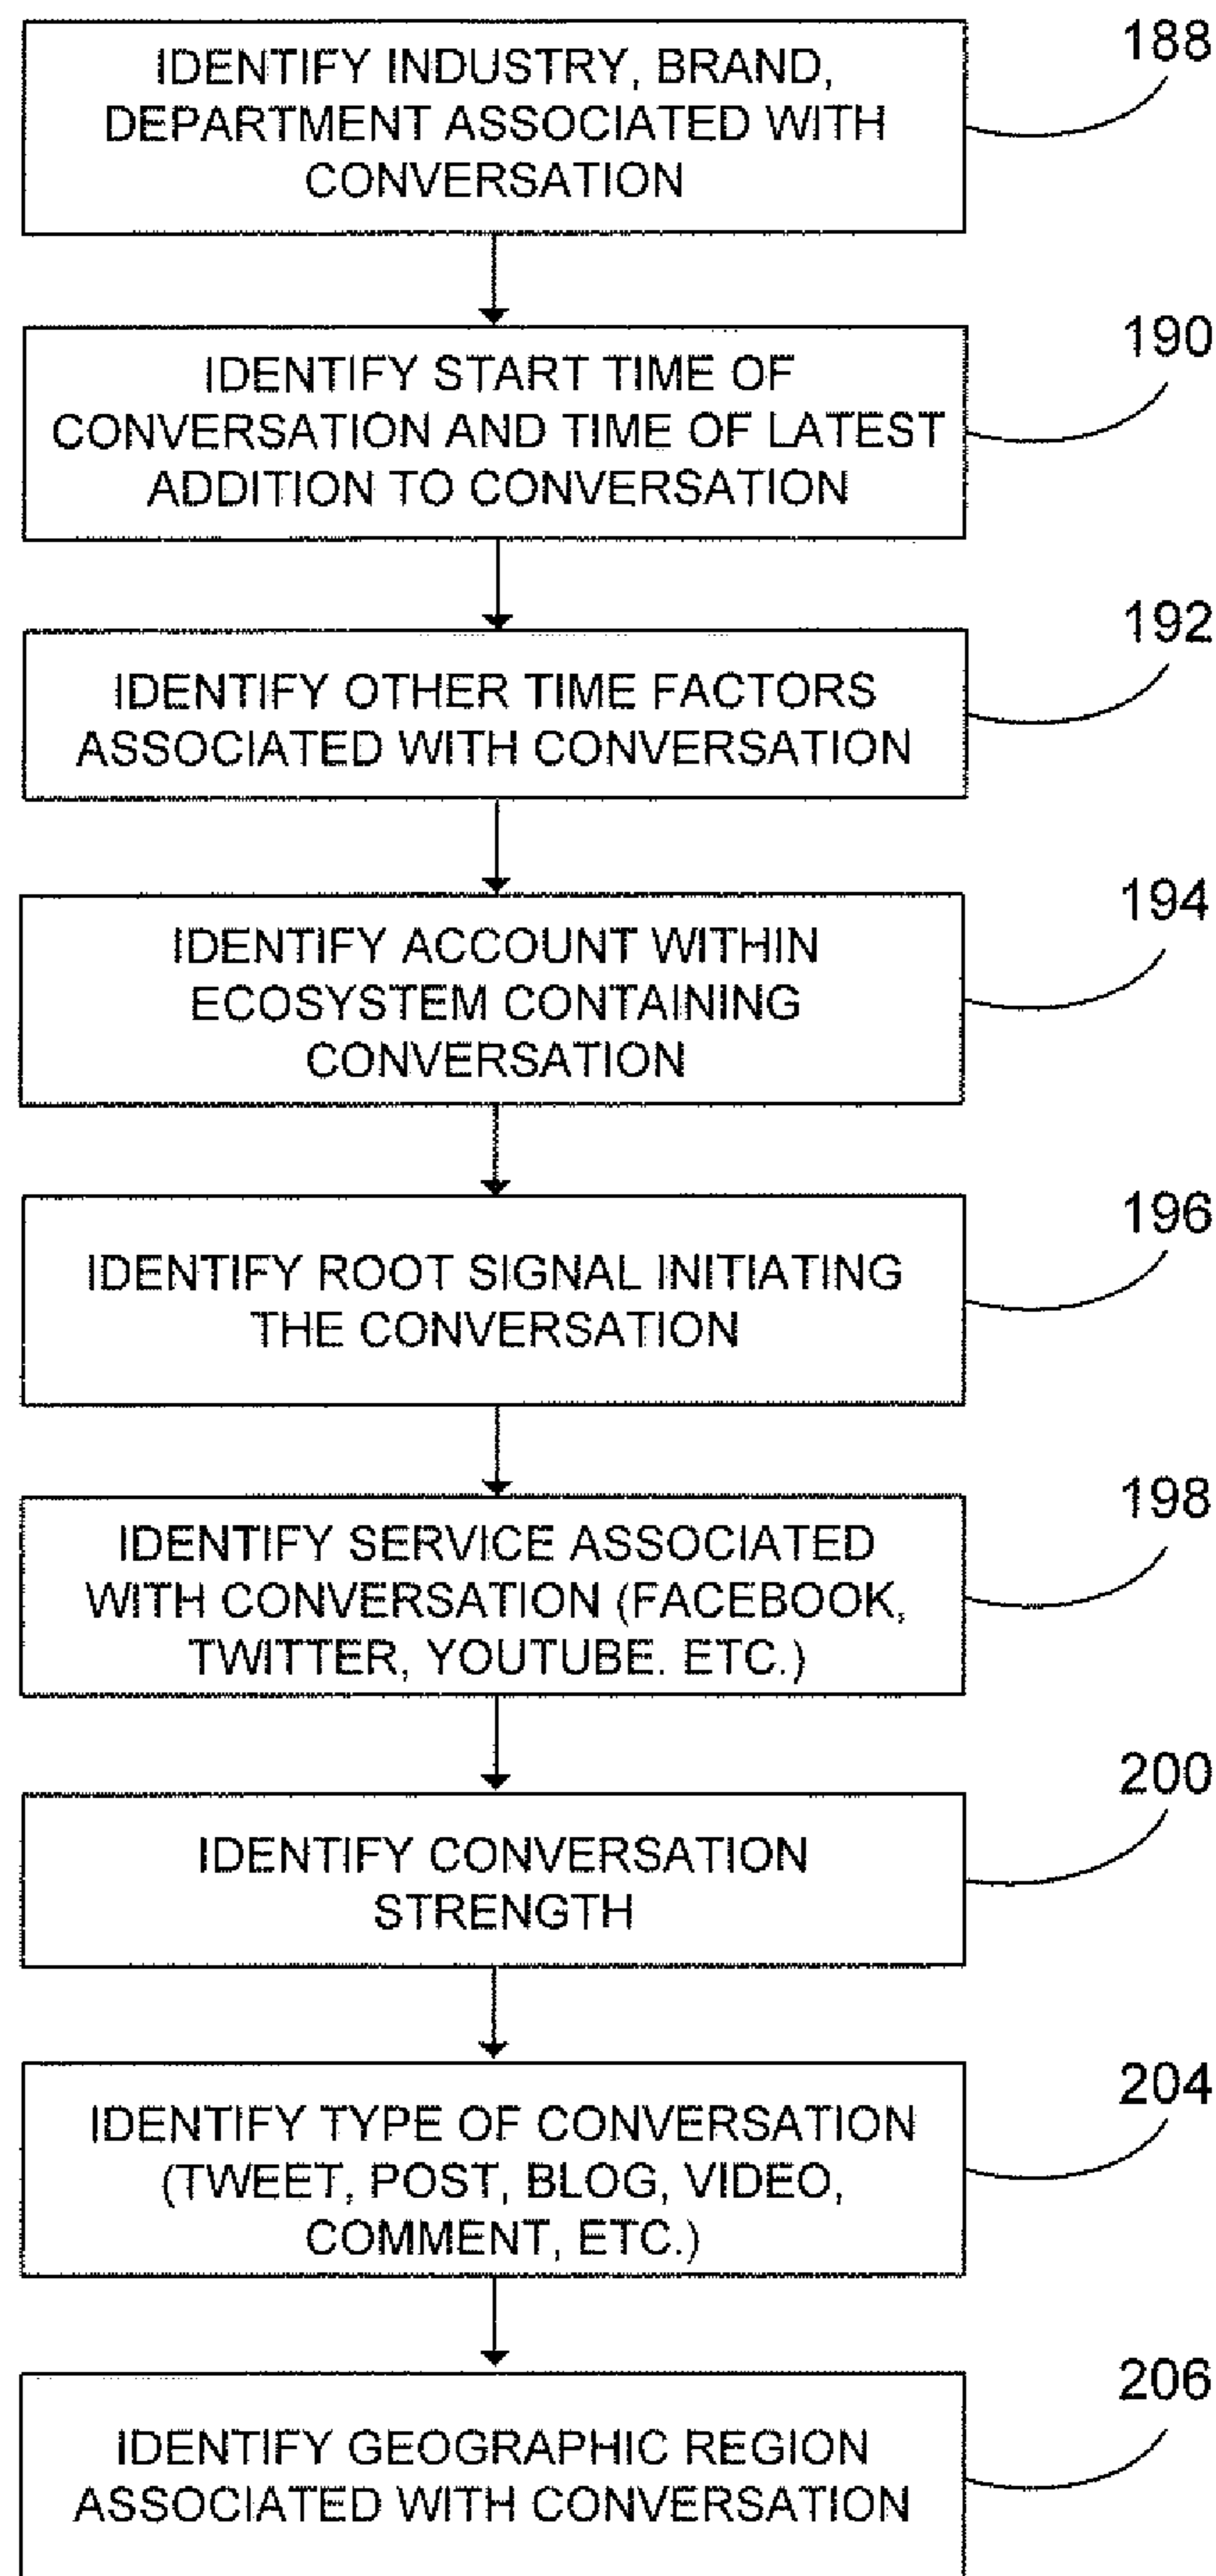 188
IDENTIFY INDUSTRY, BRAND,
DEPARTMENT ASSOCIATED WITH
CONVERSATION
190
IDENTIFY START TIME OF
CONVERSATION AND TIME OF LATEST
ADDITION TO CONVERSATION
192
IDENTIFY OTHER TIME FACTORS
ASSOCIATED WITH CONVERSATION
194
IDENTIFY ACCOUNT WITHIN
ECOSYSTEM CONTAINING
CONVERSATION
196
IDENTIFY ROOT SIGNAL INITIATING
THE CONVERSATION
198
IDENTIFY SERVICE ASSOCIATED
WITH CONVERSATION (FACEBOOK,
TWITTER, YOUTUBE. ETC.)
200
IDENTIFY CONVERSATION
STRENGTH
204
IDENTIFY TYPE OF CONVERSATION
(TWEET, POST, BLOG, VIDEO,
COMMENT, ETC.)
206
IDENTIFY GEOGRAPHIC REGION
ASSOCIATED WITH CONVERSATION